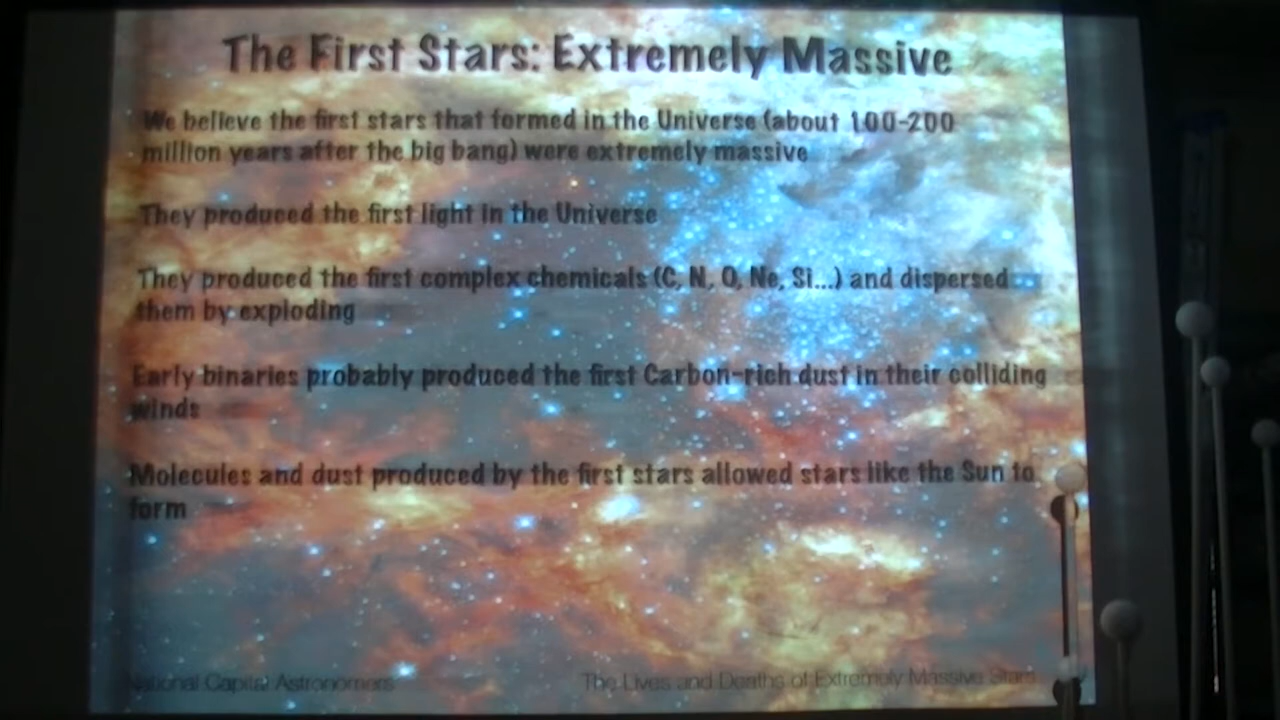 The First Stars: Extremely Massive
We believe the first stars that formed in the Universe (about 100-200
million years after the big bang) were extremely massive
They produced the first light in the Universe
They produced the first complex chemicals (C, N, O, Ne, Si...) and dispersed
them by exploding
Early binaries probably produced the first Carbon-rich dust in their colliding
winds
Molecules and dust produced by the first stars allowed stars like the Sun to
form
National Capital Astronomers
The Lives and Deaths of Extremely Massive Stars